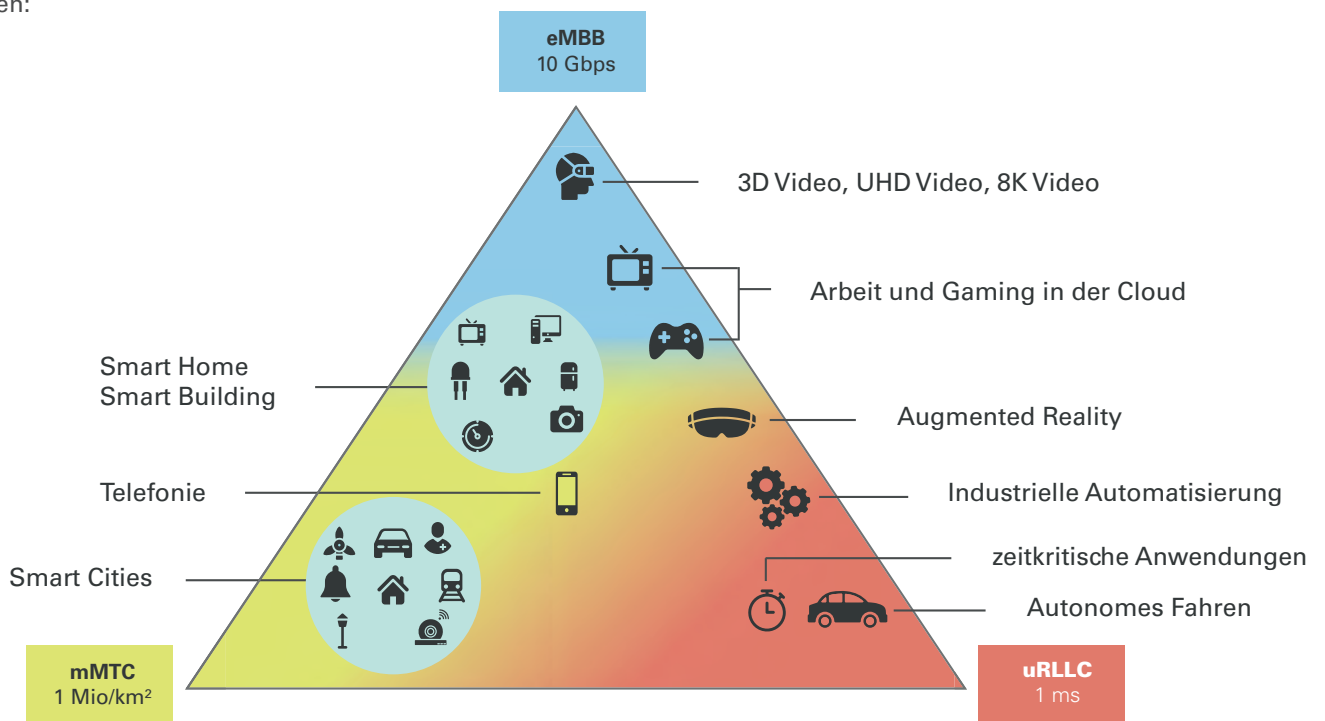 en:
eMBB
10 Gbps
3D Video, UHD Video, 8K Video
Arbeit und Gaming in der Cloud
Smart Home
Smart Building
Augmented Reality
Telefonie
Industrielle Automatisierung
zeitkritische Anwendungen
Smart Cities
Autonomes Fahren
mMTC
1 Mio/km²
uRLLC
1 ms